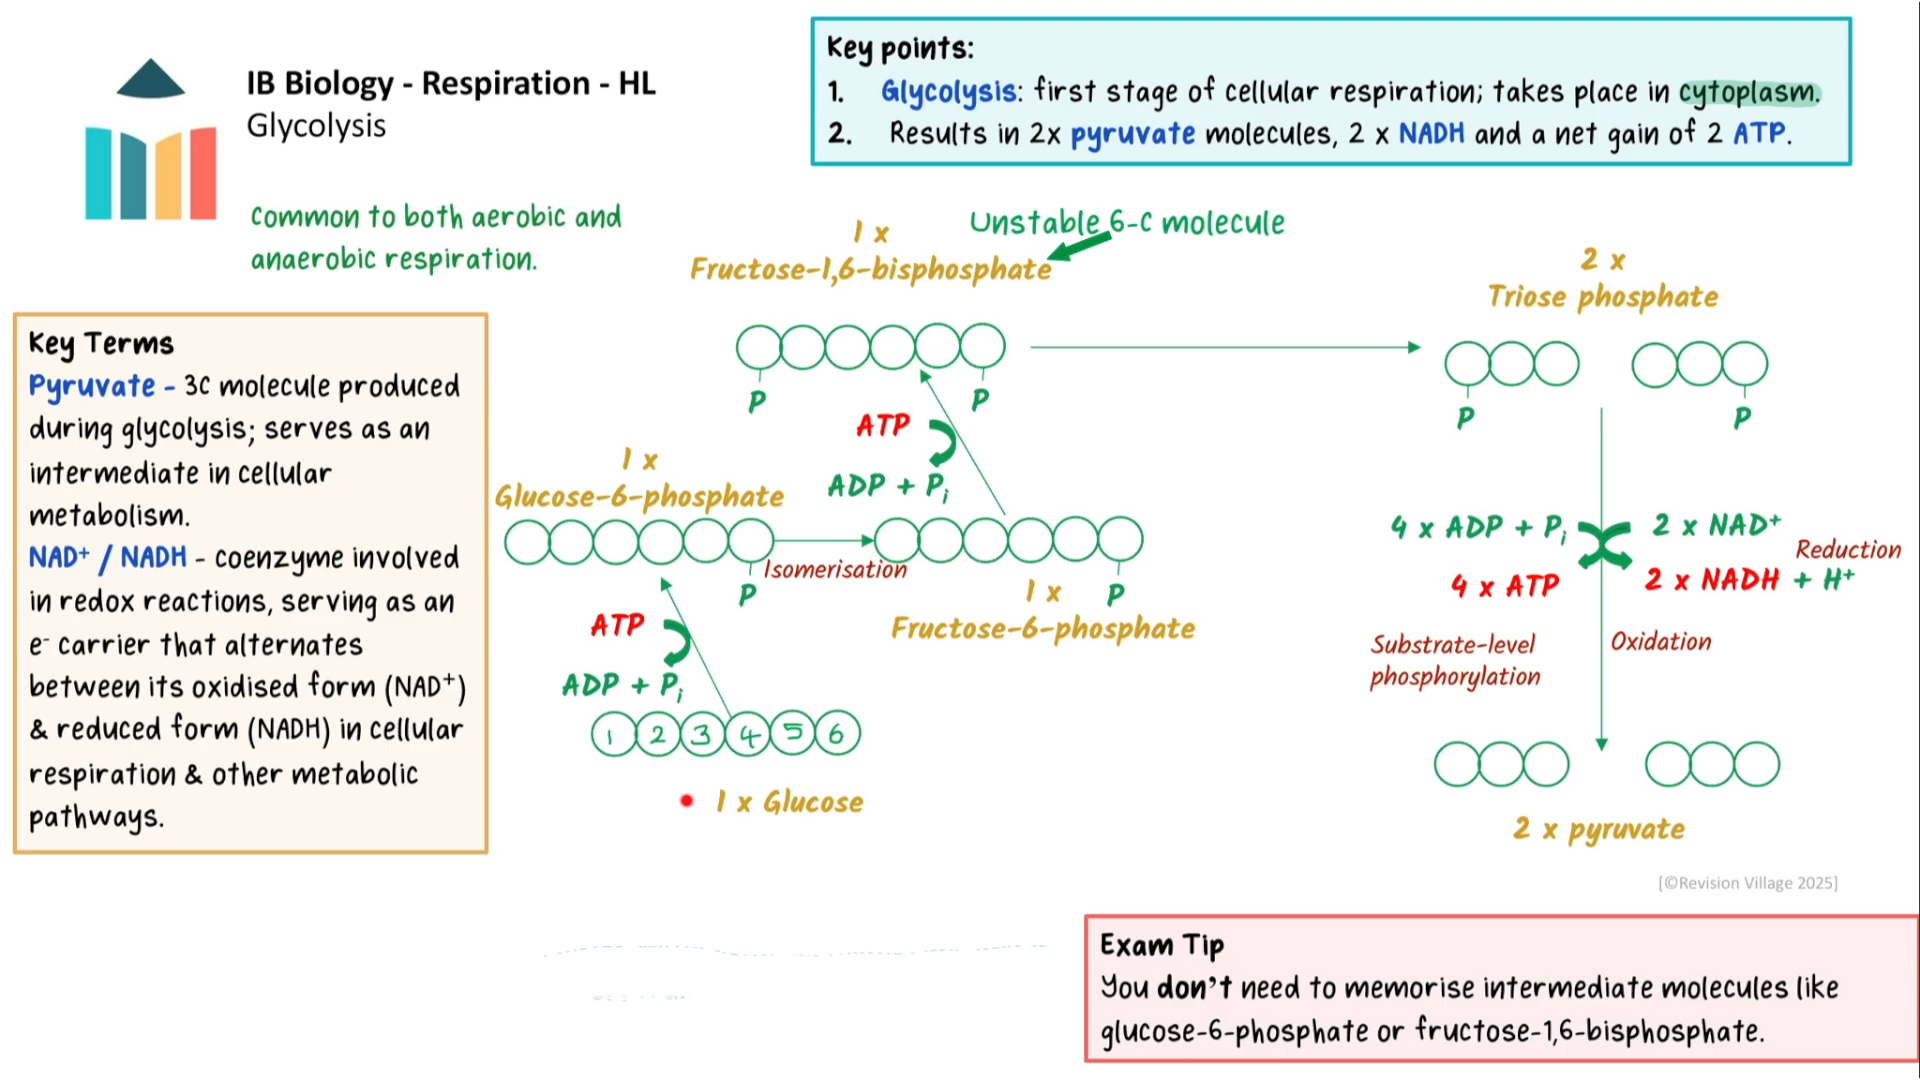 IB Biology - Respiration - HL
Glycolysis
Common to both aerobic and
anaerobic respiration.
Key points:
1. Glycolysis: first stage of cellular respiration; takes place in cytoplasm.
2. Results in 2x pyruvate molecules, 2 x NADH and a net gain of 2 ATP.
Key Terms
Pyruvate - 3C molecule produced
during glycolysis; serves as an
intermediate in cellular
metabolism.
NAD⁺ / NADH - coenzyme involved
in redox reactions, serving as an
e⁻ carrier that alternates
between its oxidised form (NAD⁺)
& reduced form (NADH) in cellular
respiration & other metabolic
pathways.
Unstable 6-C molecule
1 x
Fructose-1,6-bisphosphate
P P
ATP
ADP + Pᵢ
1 x
Glucose-6-phosphate
P
Isomerisation
1 x P
Fructose-6-phosphate
ATP
ADP + Pᵢ
1 2 3 4 5 6
1 x Glucose
2 x
Triose phosphate
P P
4 x ADP + Pᵢ 2 x NAD⁺
Reduction
4 x ATP 2 x NADH + H⁺
Substrate-level
phosphorylation
Oxidation
2 x pyruvate
[©Revision Village 2025]
Exam Tip
You don't need to memorise intermediate molecules like
glucose-6-phosphate or fructose-1,6-bisphosphate.